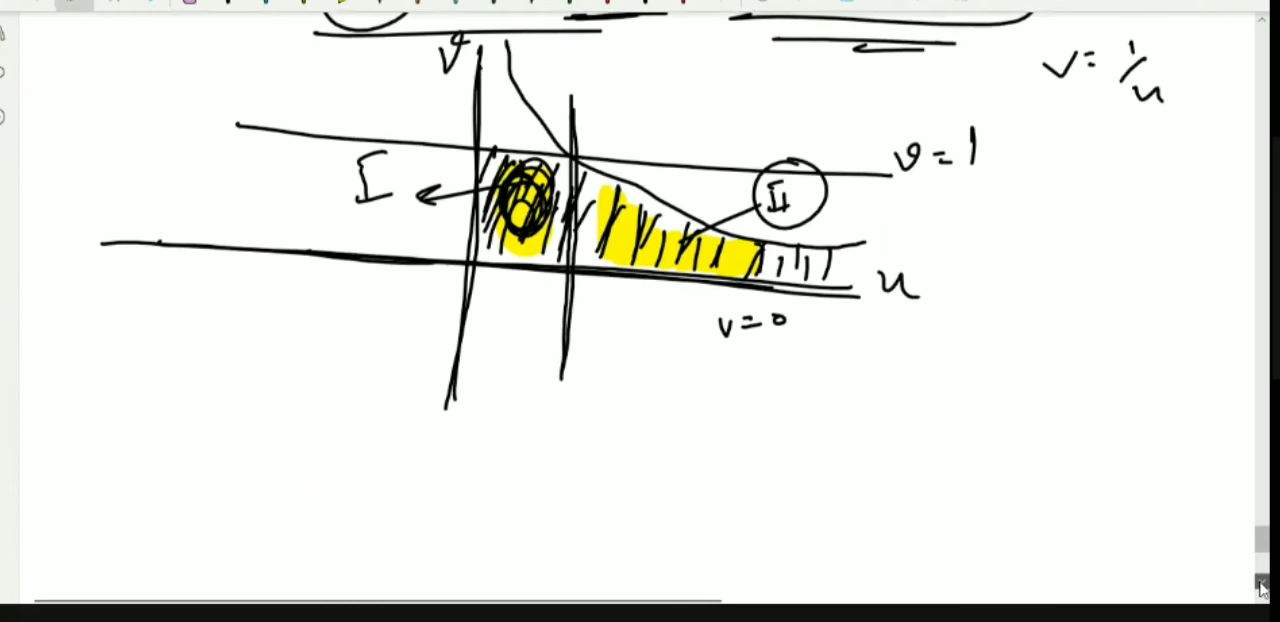 v
v = 1/u
v = 1
I
II
u
v = 0